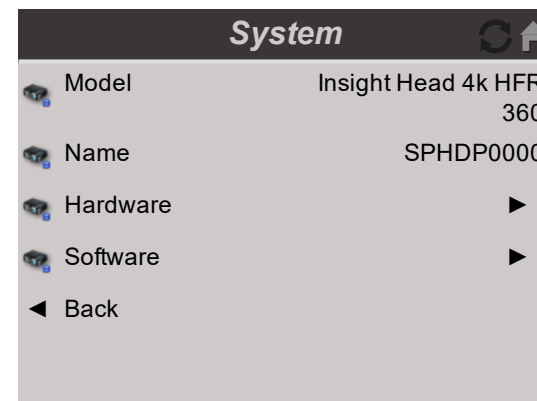 System
Model Insight Head 4k HFR
360
Name SPHDP0000
Hardware ►
Software ►
◄ Back